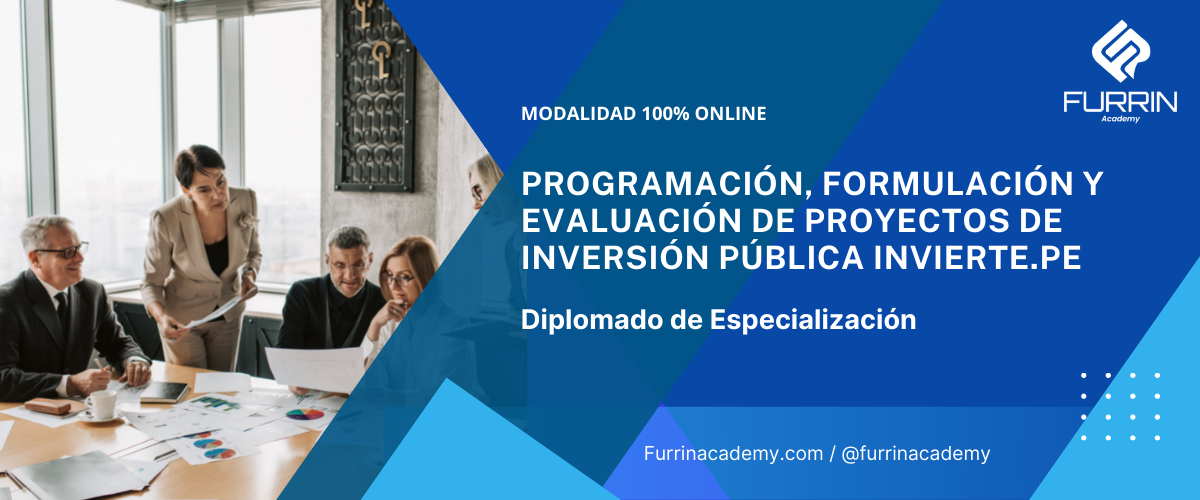 FURRIN
Academy
MODALIDAD 100% ONLINE
PROGRAMACIÓN, FORMULACIÓN Y
EVALUACIÓN DE PROYECTOS DE
INVERSIÓN PÚBLICA INVIERTE.PE
Diplomado de Especialización
Furrinacademy.com / @furrinacademy